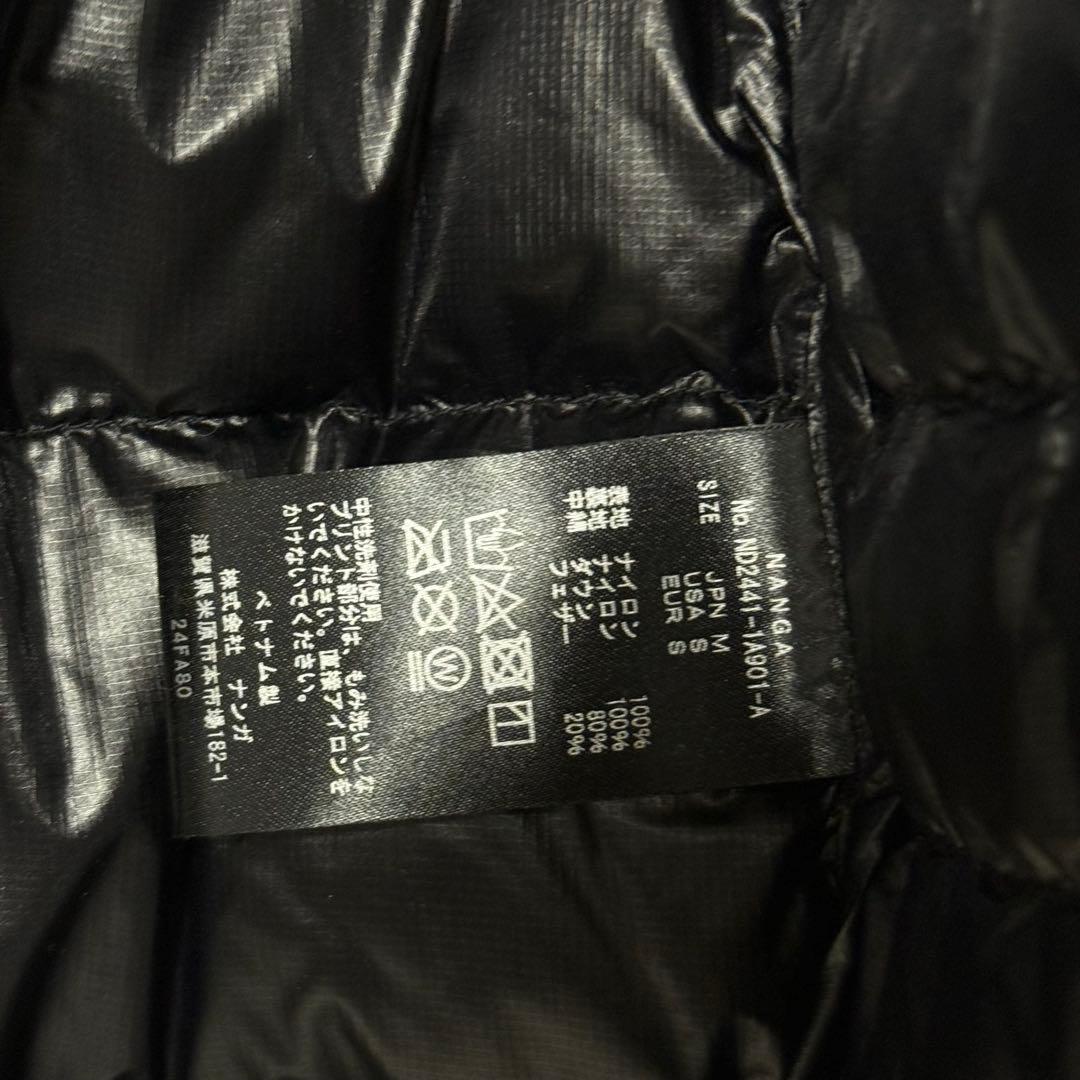 NANGA
No. ND2441-1A901-A
SIZE JPN M
USA S
EUR S
表地 ナイロン 100%
裏地 ナイロン 100%
中綿 ダウン 80%
フェザー 20%
W
中性洗剤使用
プリント部分は、もみ洗いしな
いでください。直接アイロンを
かけないでください。
ベトナム製
株式会社 ナンガ
滋賀県米原市本市場182-1
24FA80